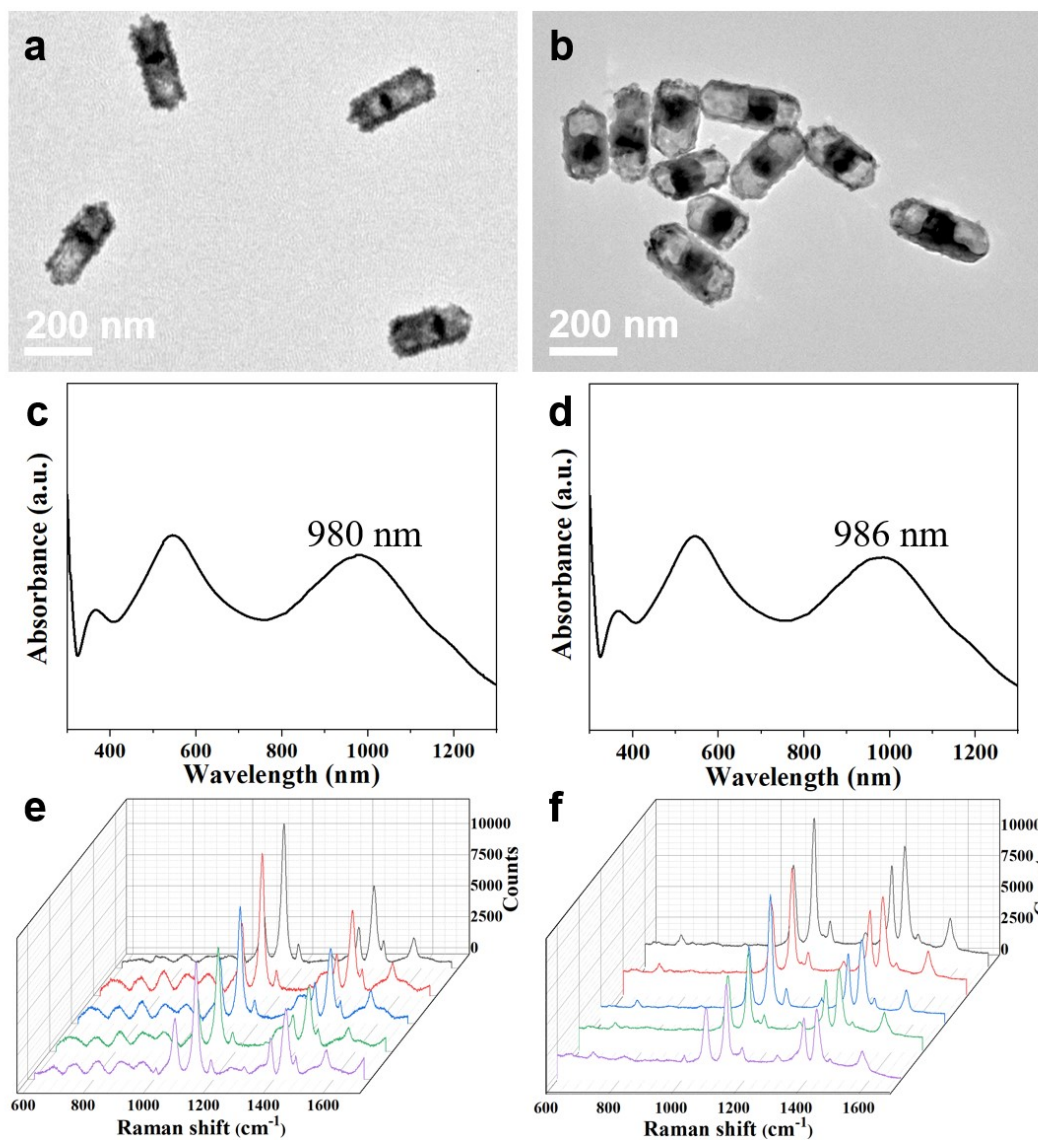 a
200 nm
b
200 nm
c
980 nm
Absorbance (a.u.)
400 600 800 1000 1200
Wavelength (nm)
d
986 nm
Absorbance (a.u.)
400 600 800 1000 1200
Wavelength (nm)
e
10000
7500
5000
2500
0
Counts
600 800 1000 1200 1400 1600
Raman shift (cm⁻¹)
f
10000
7500
5000
2500
0
600 800 1000 1200 1400 1600
Raman shift (cm⁻¹)